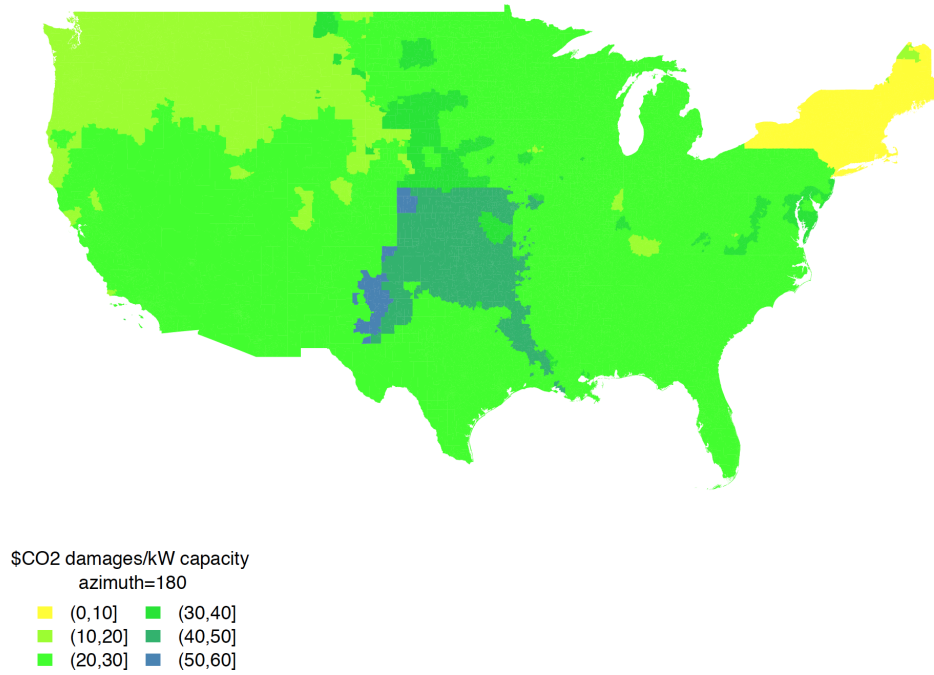 $CO2 damages/kW capacity
azimuth=180
(0,10] (30,40]
(10,20] (40,50]
(20,30] (50,60]